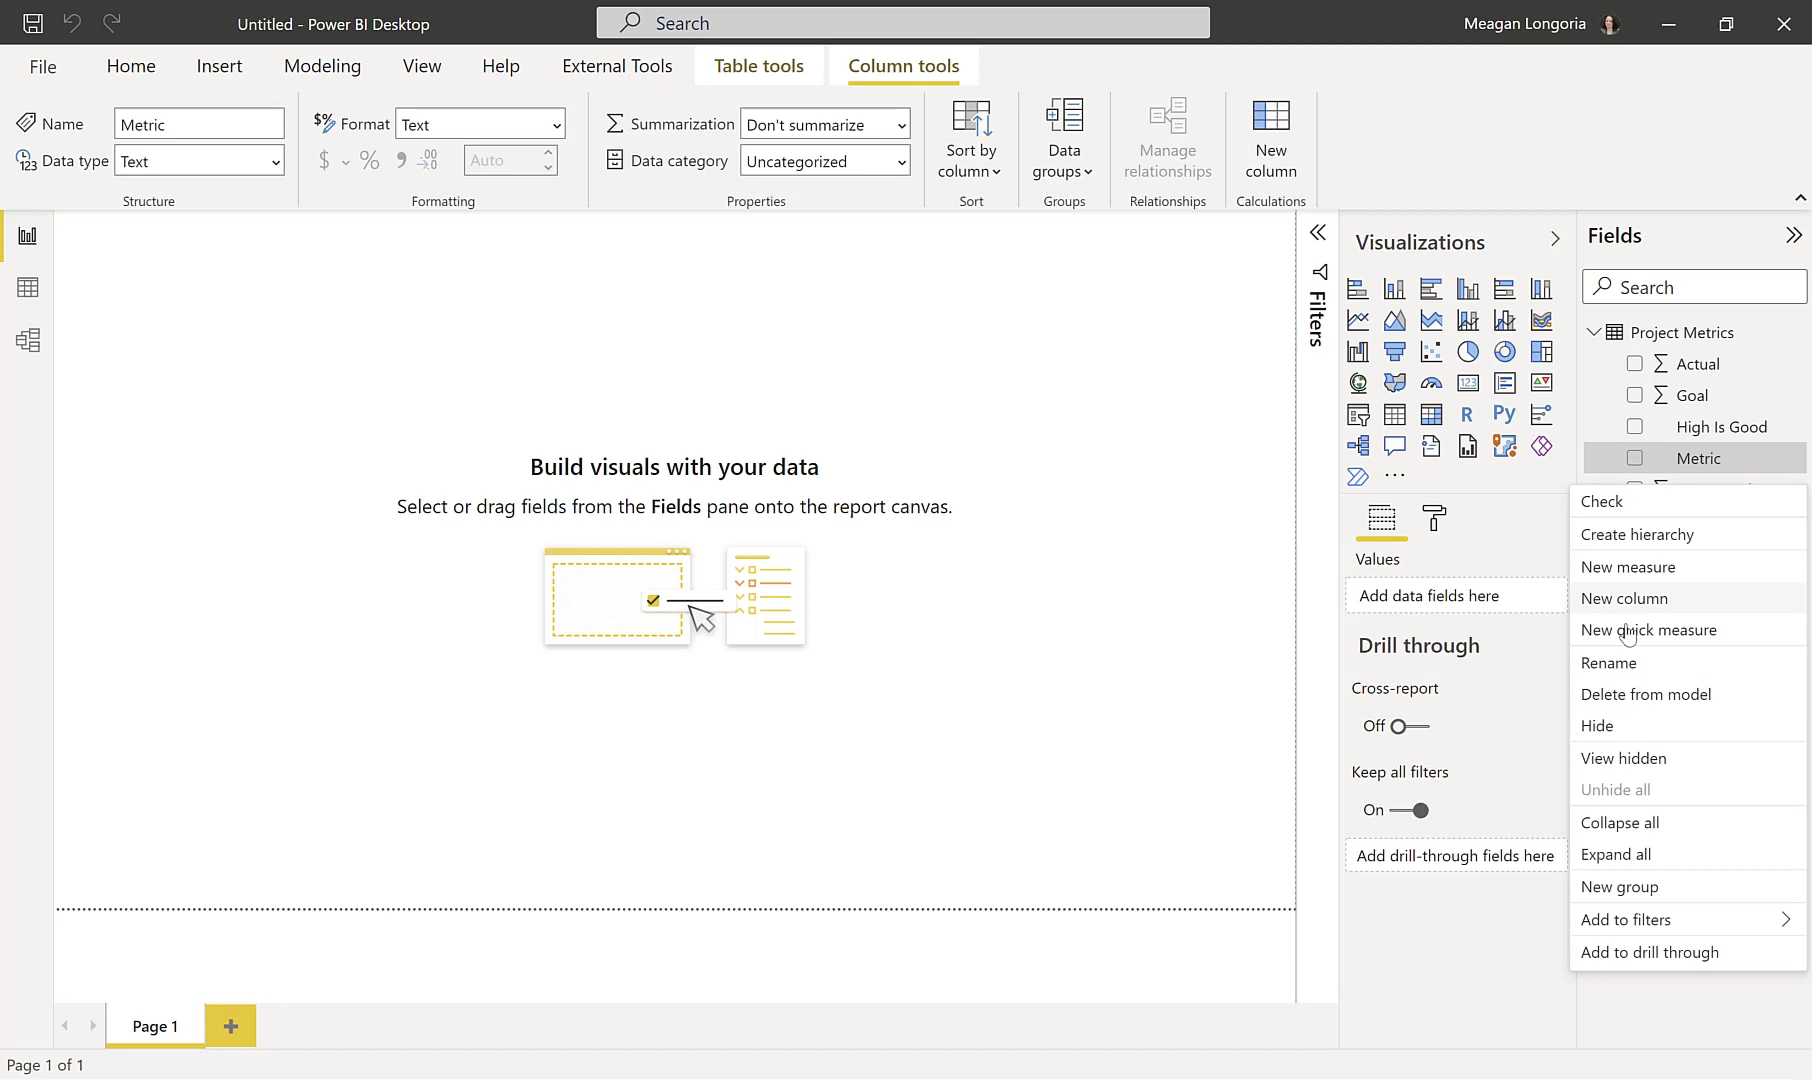 Untitled - Power BI Desktop
Search
Meagan Longoria
File
Home
Insert
Modeling
View
Help
External Tools
Table tools
Column tools
Name
Metric
Data type
Text
Structure
$% Format
Text
$ % 9 .00
Auto
Formatting
Summarization
Don't summarize
Data category
Uncategorized
Properties
Sort by
column
Sort
Data
groups
Groups
Manage
relationships
Relationships
New
column
Calculations
Build visuals with your data
Select or drag fields from the Fields pane onto the report canvas.
Filters
Visualizations
123
R
Py
Values
Add data fields here
Drill through
Cross-report
Off
Keep all filters
On
Add drill-through fields here
Fields
Search
Project Metrics
Actual
Goal
High Is Good
Metric
Check
Create hierarchy
New measure
New column
New quick measure
Rename
Delete from model
Hide
View hidden
Unhide all
Collapse all
Expand all
New group
Add to filters
Add to drill through
Page 1
Page 1 of 1